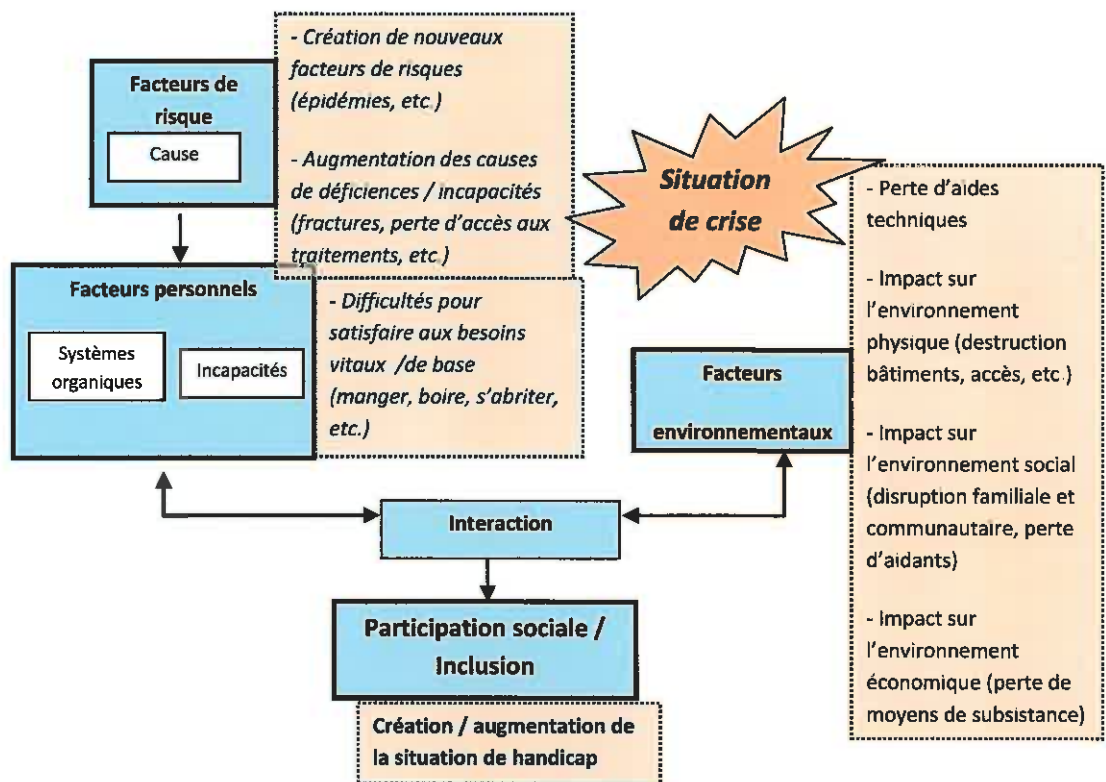 Facteurs de
risque
Cause
- Création de nouveaux
facteurs de risques
(épidémies, etc.)
- Augmentation des causes
de déficiences / incapacités
(fractures, perte d'accès aux
traitements, etc.)
Situation
de crise
Facteurs personnels
Systèmes
organiques
Incapacités
- Difficultés pour
satisfaire aux besoins
vitaux /de base
(manger, boire, s'abriter,
etc.)
Facteurs
environnementaux
- Perte d'aides
techniques
- Impact sur
l'environnement
physique (destruction
bâtiments, accès, etc.)
- Impact sur
l'environnement social
(disruption familiale et
communautaire, perte
d'aidants)
- Impact sur
l'environnement
économique (perte de
moyens de subsistance)
Interaction
Participation sociale /
Inclusion
Création / augmentation de
la situation de handicap